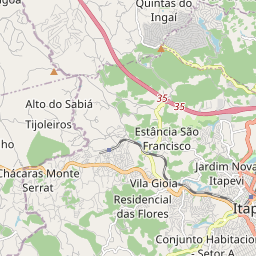 Quintas do
Ingaí
35
35
Alto do Sabiá
Tijoleiros
Estância São
Francisco
Jardim Nova
Itapevi
Chácaras Monte
Serrat
Vila Gioia
Residencial
das Flores
Conjunto Habitacion
- Setor A